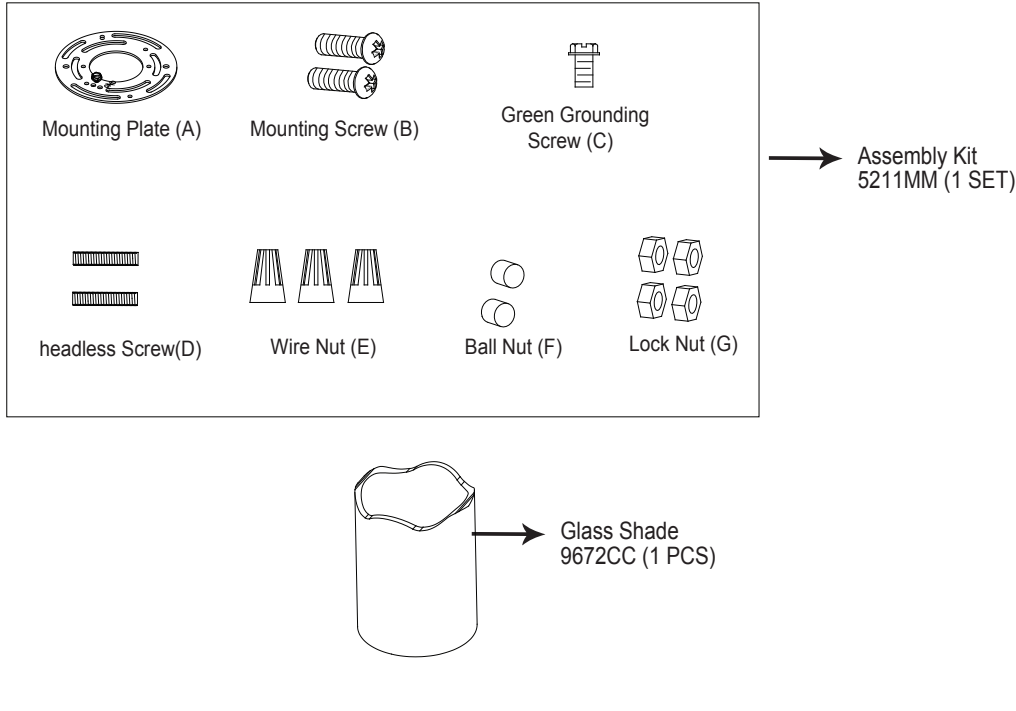 Mounting Plate (A)
Mounting Screw (B)
Green Grounding
Screw (C)
Assembly Kit
5211MM (1 SET)
headless Screw(D)
Wire Nut (E)
Ball Nut (F)
Lock Nut (G)
Glass Shade
9672CC (1 PCS)